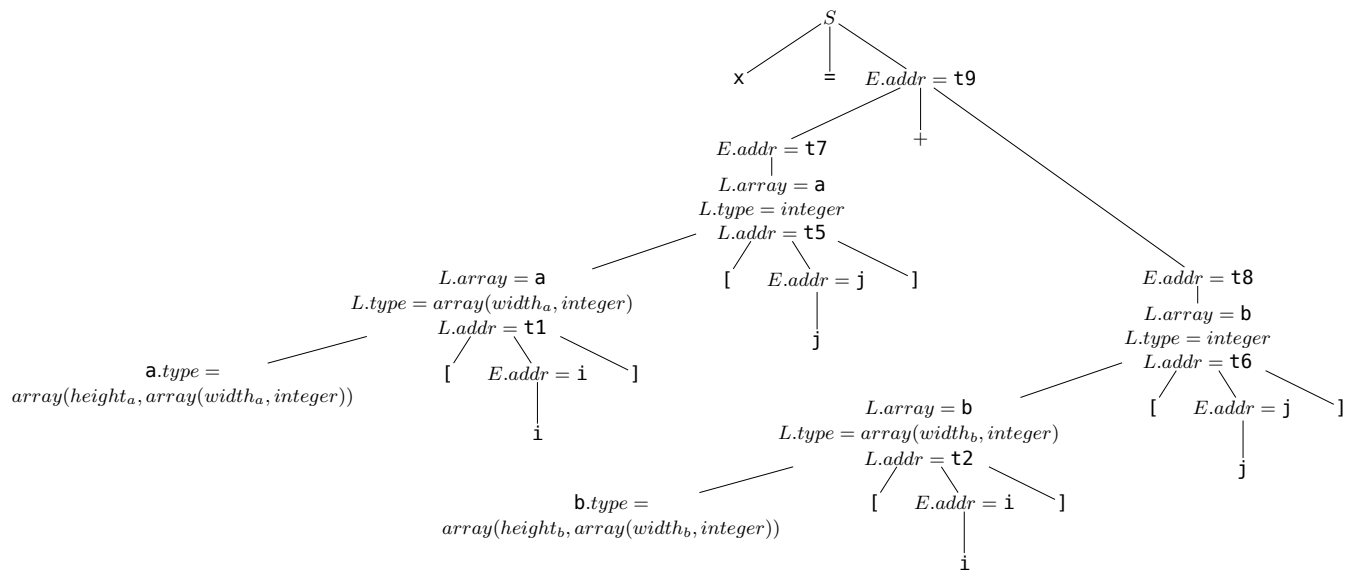 S
x = E.addr = t9
+
E.addr = t7
L.array = a
L.type = integer
L.addr = t5
[ E.addr = j ]
j
L.array = a
L.type = array(width_a, integer)
L.addr = t1
[ E.addr = i ]
i
a.type =
array(height_a, array(width_a, integer))
E.addr = t8
L.array = b
L.type = integer
L.addr = t6
[ E.addr = j ]
j
L.array = b
L.type = array(width_b, integer)
L.addr = t2
[ E.addr = i ]
i
b.type =
array(height_b, array(width_b, integer))